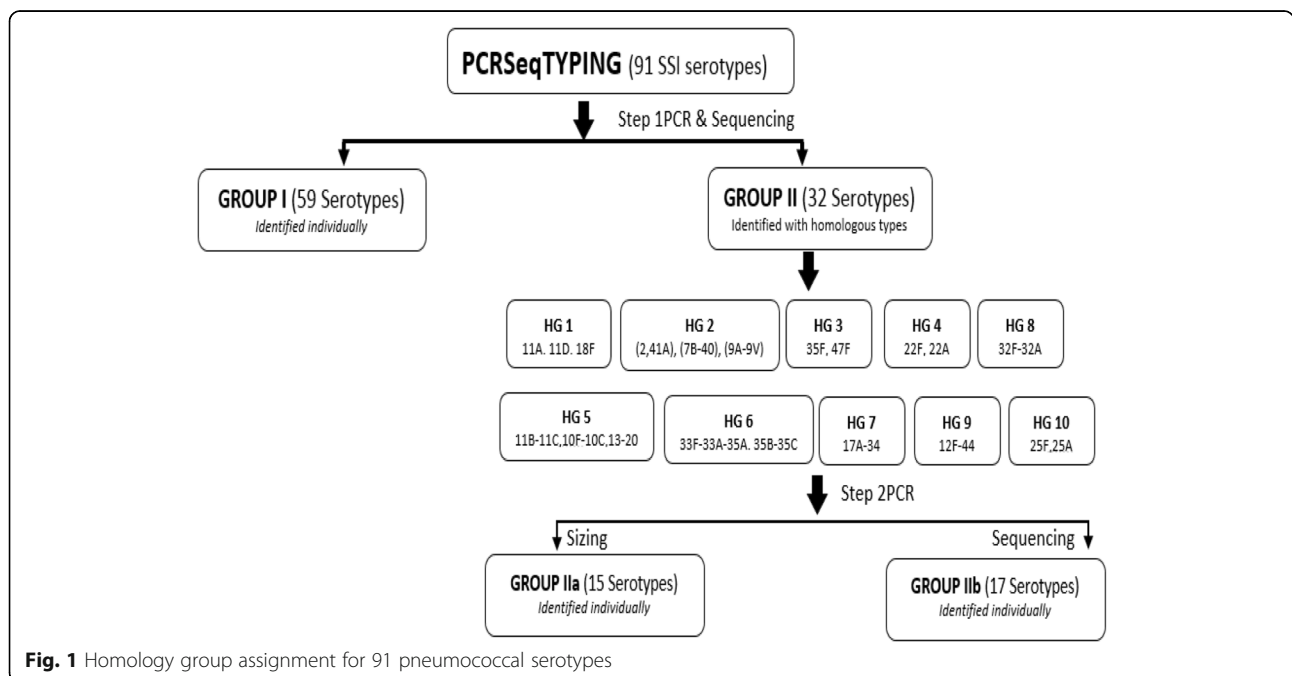 PCRSeqTYPING (91 SSI serotypes)
Step 1PCR & Sequencing
GROUP I (59 Serotypes)
Identified individually
GROUP II (32 Serotypes)
Identified with homologous types
HG 1
11A. 11D. 18F
HG 2
(2,41A), (7B-40), (9A-9V)
HG 3
35F, 47F
HG 4
22F, 22A
HG 8
32F-32A
HG 5
11B-11C,10F-10C,13-20
HG 6
33F-33A-35A. 35B-35C
HG 7
17A-34
HG 9
12F-44
HG 10
25F,25A
Step 2PCR
Sizing
Sequencing
GROUP IIa (15 Serotypes)
Identified individually
GROUP IIb (17 Serotypes)
Identified individually
Fig. 1 Homology group assignment for 91 pneumococcal serotypes